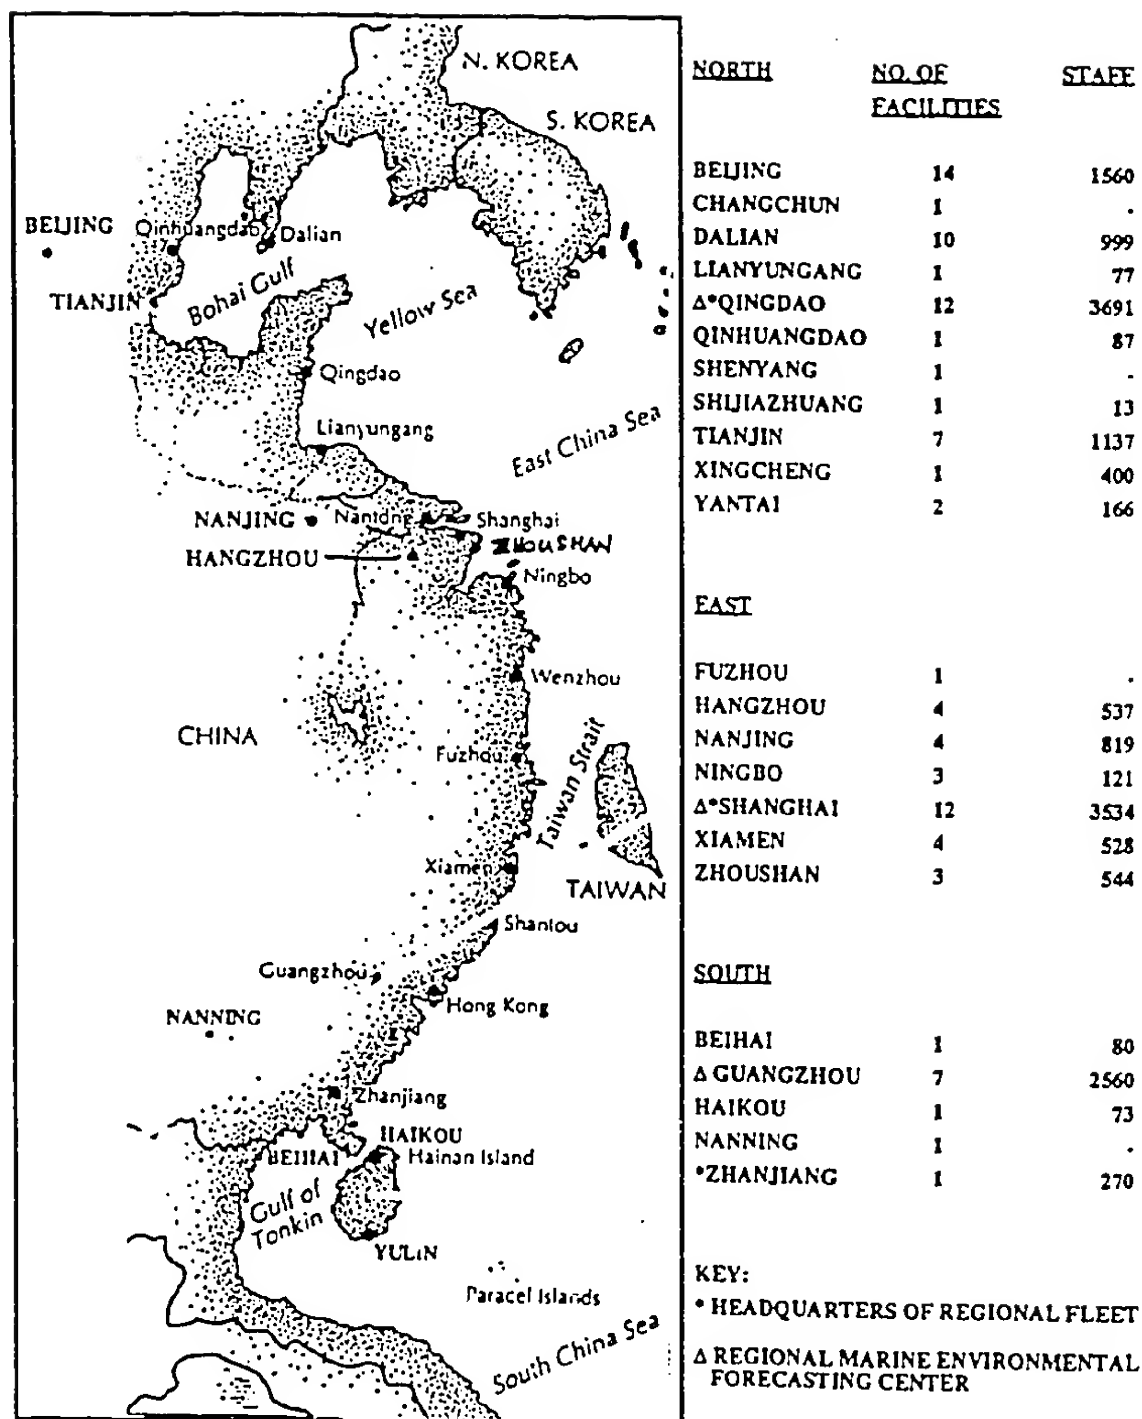 N. KOREA
S. KOREA
BEIJING
Qinhuangdao
Dalian
TIANJIN
Bohai Gulf
Yellow Sea
Qingdao
Lianyungang
East China Sea
NANJING
Nantong
Shanghai
ZHOUSHAN
HANGZHOU
Ningbo
Wenzhou
CHINA
Fuzhou
Taiwan Strait
Xiamen
TAIWAN
Shantou
Guangzhou
Hong Kong
NANNING
Zhanjiang
HAIKOU
BEIHAI
Hainan Island
Gulf of
Tonkin
YULIN
Paracel Islands
South China Sea
NORTH NO. OF STAFF
FACILITIES
BEIJING 14 1560
CHANGCHUN 1 -
DALIAN 10 999
LIANYUNGANG 1 77
Δ*QINGDAO 12 3691
QINHUANGDAO 1 87
SHENYANG 1 -
SHIJIAZHUANG 1 13
TIANJIN 7 1137
XINGCHENG 1 400
YANTAI 2 166
EAST
FUZHOU 1 -
HANGZHOU 4 537
NANJING 4 819
NINGBO 3 121
Δ*SHANGHAI 12 3534
XIAMEN 4 528
ZHOUSHAN 3 544
SOUTH
BEIHAI 1 80
Δ GUANGZHOU 7 2560
HAIKOU 1 73
NANNING 1 -
*ZHANJIANG 1 270
KEY:
* HEADQUARTERS OF REGIONAL FLEET
Δ REGIONAL MARINE ENVIRONMENTAL
FORECASTING CENTER